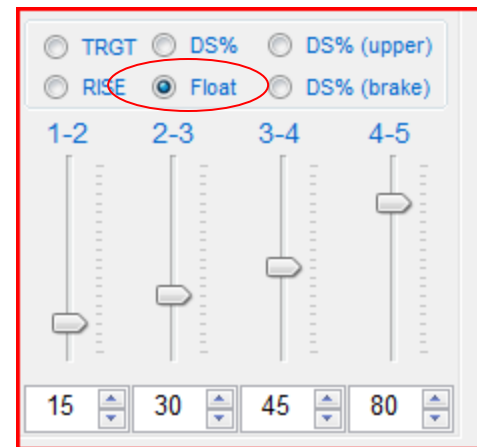 TRGT DS% DS% (upper)
RISE Float DS% (brake)
1-2 2-3 3-4 4-5
15 30 45 80